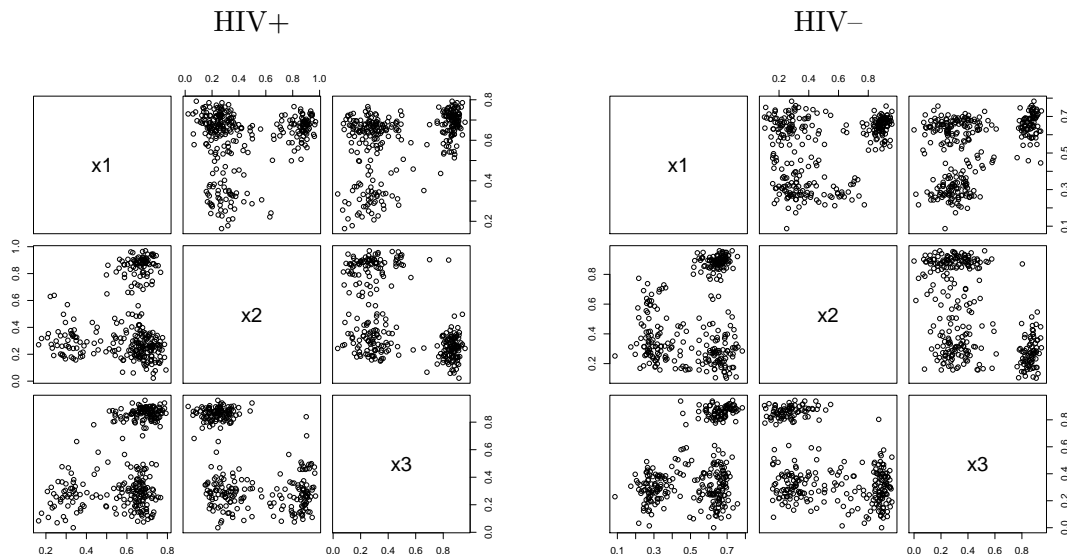 HIV+ HIV–
0.0 0.2 0.4 0.6 0.8 1.0 0.2 0.4 0.6 0.8
x1 0.2 0.4 0.6 0.8 x1 0.1 0.3 0.5 0.7
0.0 0.2 0.4 0.6 0.8 1.0 x2 0.2 0.4 0.6 0.8 x2
x3 0.0 0.2 0.4 0.6 0.8 x3 0.0 0.2 0.4 0.6 0.8
0.2 0.4 0.6 0.8 0.0 0.2 0.4 0.6 0.8 0.1 0.3 0.5 0.7 0.0 0.2 0.4 0.6 0.8